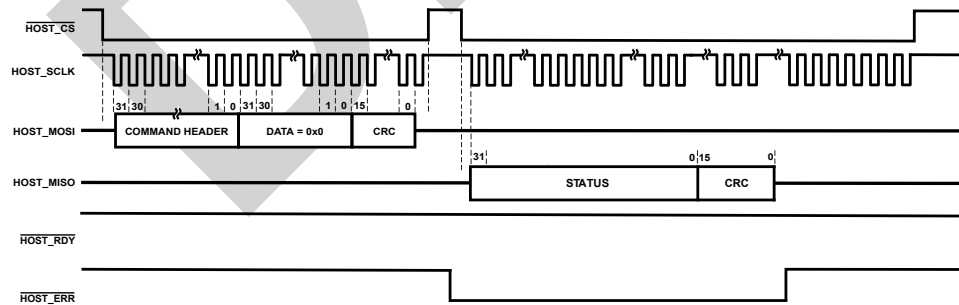 HOST_CS
HOST_SCLK
31 30 1 0 31 30 1 0 15 0
HOST_MOSI COMMAND HEADER DATA = 0x0 CRC
31 0 15 0
HOST_MISO STATUS CRC
HOST_RDY
HOST_ERR